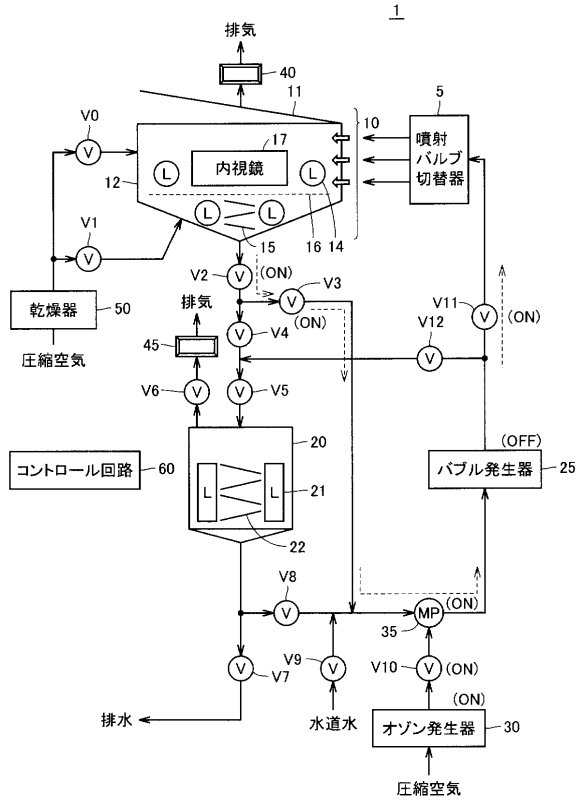 1
排気
40
11
10
5
V0
V
17
噴射
バルブ
切替器
12
L
内視鏡
L
L
L
V1
V
15
16
14
V2
V
(ON)
V3
V
(ON)
乾燥器
50
圧縮空気
排気
45
V4
V
V11
V
(ON)
V12
V
V6
V
V
V5
20
(OFF)
コントロール回路
60
L
L
21
バブル発生器
25
22
V8
V
MP
(ON)
35
V9
V
V10
V
(ON)
V
V7
(ON)
排水
水道水
オゾン発生器
30
圧縮空気